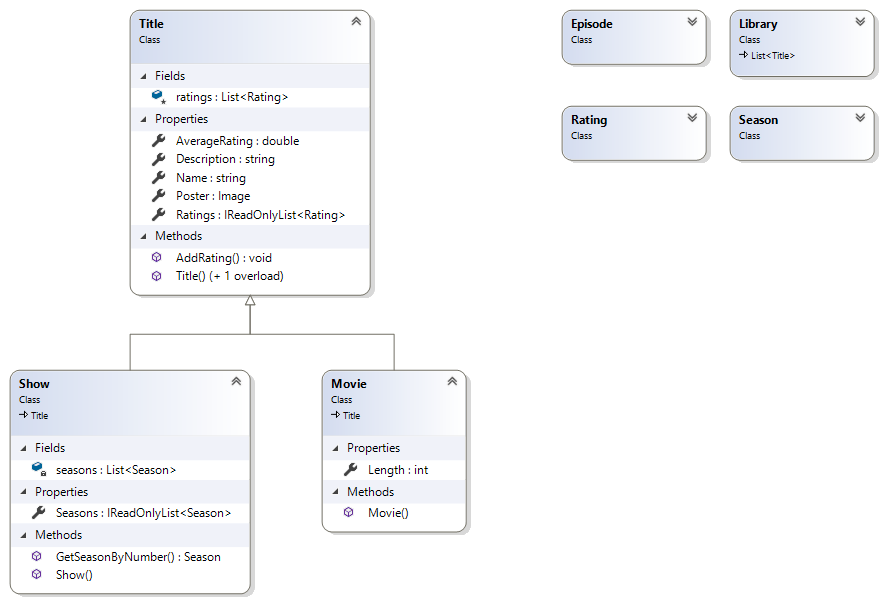 Title
Class
Fields
ratings : List<Rating>
Properties
AverageRating : double
Description : string
Name : string
Poster : Image
Ratings : IReadOnlyList<Rating>
Methods
AddRating() : void
Title() (+ 1 overload)
Episode
Class
Library
Class
List<Title>
Rating
Class
Season
Class
Show
Class
Title
Fields
seasons : List<Season>
Properties
Seasons : IReadOnlyList<Season>
Methods
GetSeasonByNumber() : Season
Show()
Movie
Class
Title
Properties
Length : int
Methods
Movie()